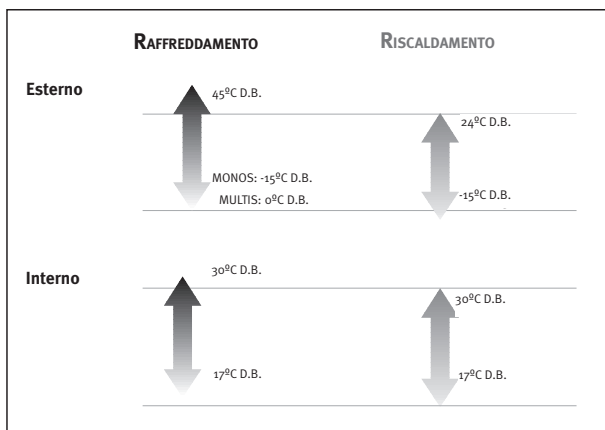 RAFFREDDAMENTO RISCALDAMENTO
Esterno
45ºC D.B.
24ºC D.B.
MONOS: -15ºC D.B.
MULTIS: 0ºC D.B.
-15ºC D.B.
Interno
30ºC D.B.
30ºC D.B.
17ºC D.B.
17ºC D.B.